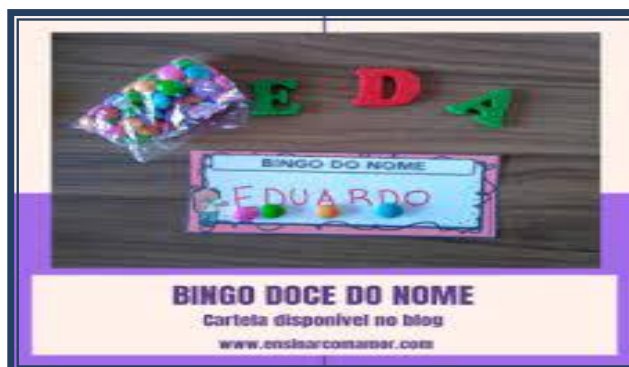 E D A
BINGO DO NOME
EDUARDO
BINGO DOCE DO NOME
Cartela disponível no blog
www.ensinarcomamor.com